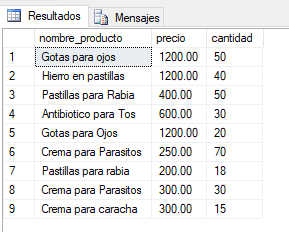 Resultados Mensajes
nombre_producto precio cantidad
1 Gotas para ojos 1200.00 50
2 Hierro en pastillas 1200.00 40
3 Pastillas para Rabia 400.00 50
4 Antibiotico para Tos 600.00 30
5 Gotas para Ojos 1200.00 20
6 Crema para Parasitos 250.00 70
7 Pastillas para rabia 200.00 18
8 Crema para Parasitos 300.00 30
9 Crema para caracha 300.00 15